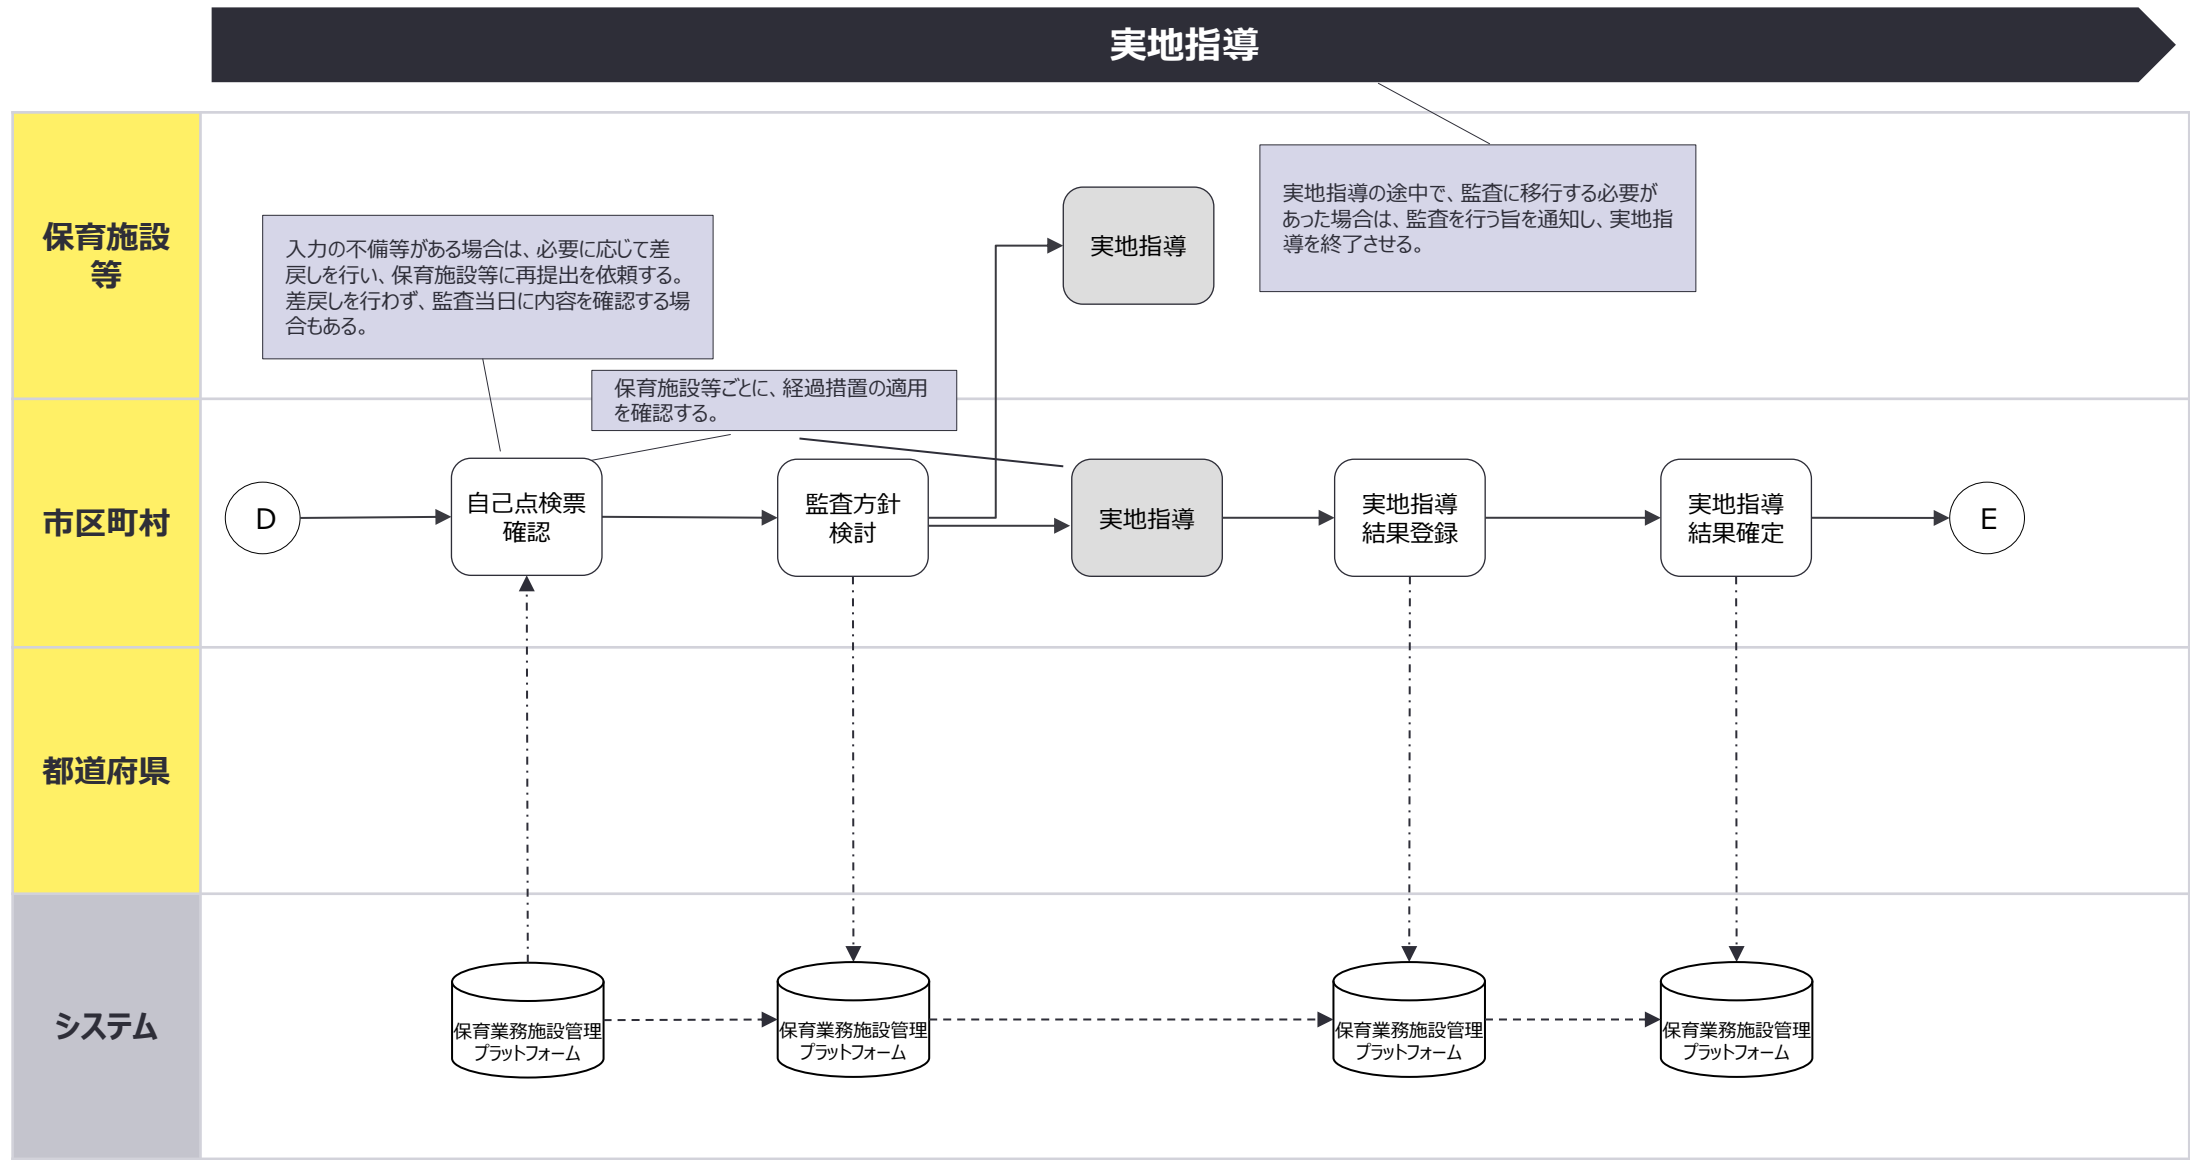 実地指導
保育施設
等
入力の不備等がある場合は、必要に応じて差
戻しを行い、保育施設等に再提出を依頼する。
差戻しを行わず、監査当日に内容を確認する場
合もある。
実地指導
実地指導の途中で、監査に移行する必要が
あった場合は、監査を行う旨を通知し、実地指
導を終了させる。
保育施設等ごとに、経過措置の適用
を確認する。
市区町村
D
自己点検票
確認
監査方針
検討
実地指導
実地指導
結果登録
実地指導
結果確定
E
都道府県
システム
保育業務施設管理
プラットフォーム
保育業務施設管理
プラットフォーム
保育業務施設管理
プラットフォーム
保育業務施設管理
プラットフォーム